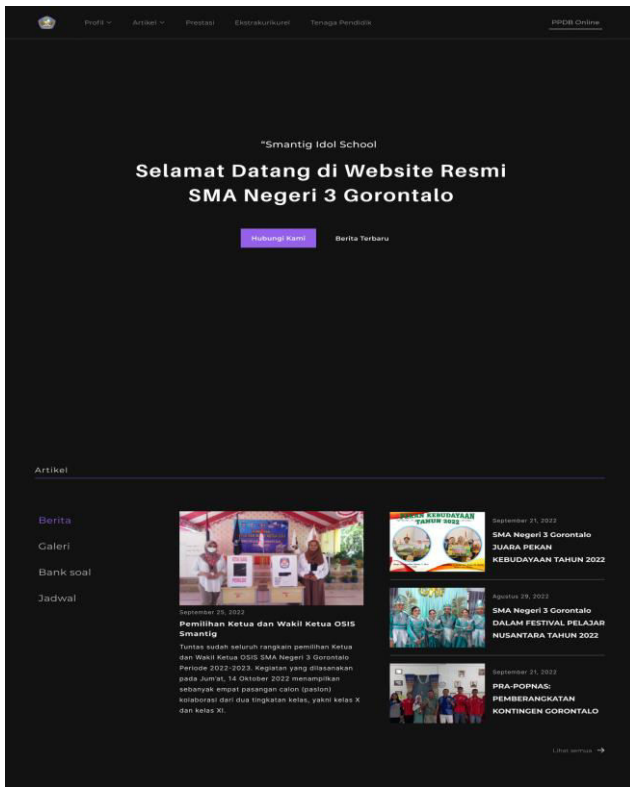 Profil Artikel Prestasi Ekstrakurikurel Tenaga Pendidik PPDB Online
"Smantig Idol School
Selamat Datang di Website Resmi
SMA Negeri 3 Gorontalo
Hubungi Kami Berita Terbaru
Artikel
Berita
Galeri
Bank soal
Jadwal
September 25, 2022
Pemilihan Ketua dan Wakil Ketua OSIS
Smantig
Tuntas sudah seluruh rangkain pemilihan Ketua
dan Wakil Ketua OSIS SMA Negeri 3 Gorontalo
Periode 2022-2023. Kegiatan yang dilasanakan
pada Jum'at, 14 Oktober 2022 menampilkan
sebanyak empat pasangan calon (paslon)
kolaborasi dari dua tingkatan kelas, yakni kelas X
dan kelas XI.
PEKAN KEBUDAYAAN
TAHUN 2022
September 21, 2022
SMA Negeri 3 Gorontalo
JUARA PEKAN
KEBUDAYAAN TAHUN 2022
Agustus 29, 2022
SMA Negeri 3 Gorontalo
DALAM FESTIVAL PELAJAR
NUSANTARA TAHUN 2022
September 21, 2022
PRA-POPNAS:
PEMBERANGKATAN
KONTINGEN GORONTALO
Lihat semua